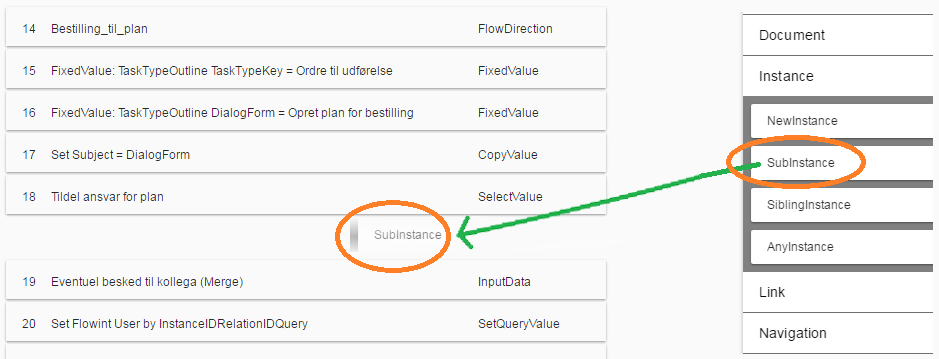 14 Bestilling_til_plan FlowDirection
15 FixedValue: TaskTypeOutline TaskTypeKey = Ordre til udførelse FixedValue
16 FixedValue: TaskTypeOutline DialogForm = Opret plan for bestilling FixedValue
17 Set Subject = DialogForm CopyValue
18 Tildel ansvar for plan SelectValue
SubInstance
19 Eventuel besked til kollega (Merge) InputData
20 Set Flowint User by InstanceIDRelationIDQuery SetQueryValue
Document
Instance
NewInstance
SubInstance
SiblingInstance
AnyInstance
Link
Navigation